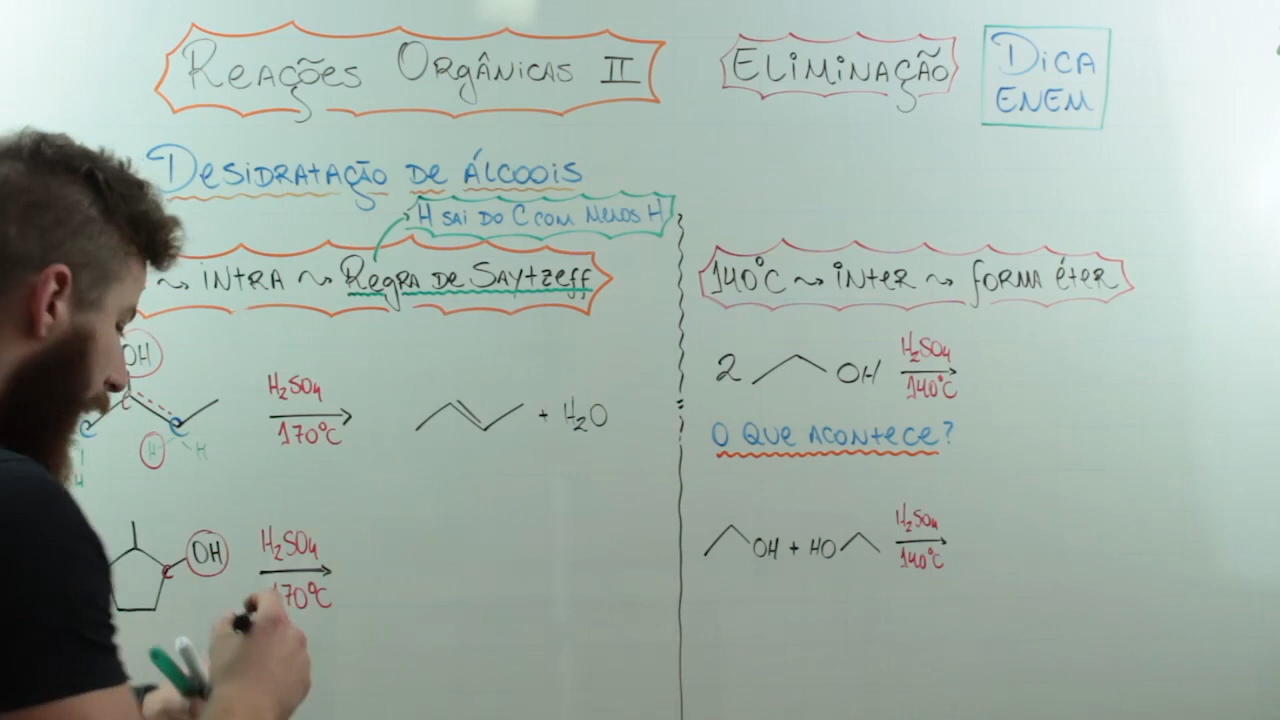 Reações Orgânicas II
Eliminação
Dica
ENEM
Desidratação de Álcoois
H sai do C com menos H
⤳ intra ⤳ Regra de Saytzeff
140°C ⤳ inter ⤳ forma éter
OH
H₂SO₄
170°C
+ H₂O
C
C
C
H
H
H
2 OH
H₂SO₄
140°C
O que acontece?
C
OH
H₂SO₄
170°C
OH + HO
H₂SO₄
140°C